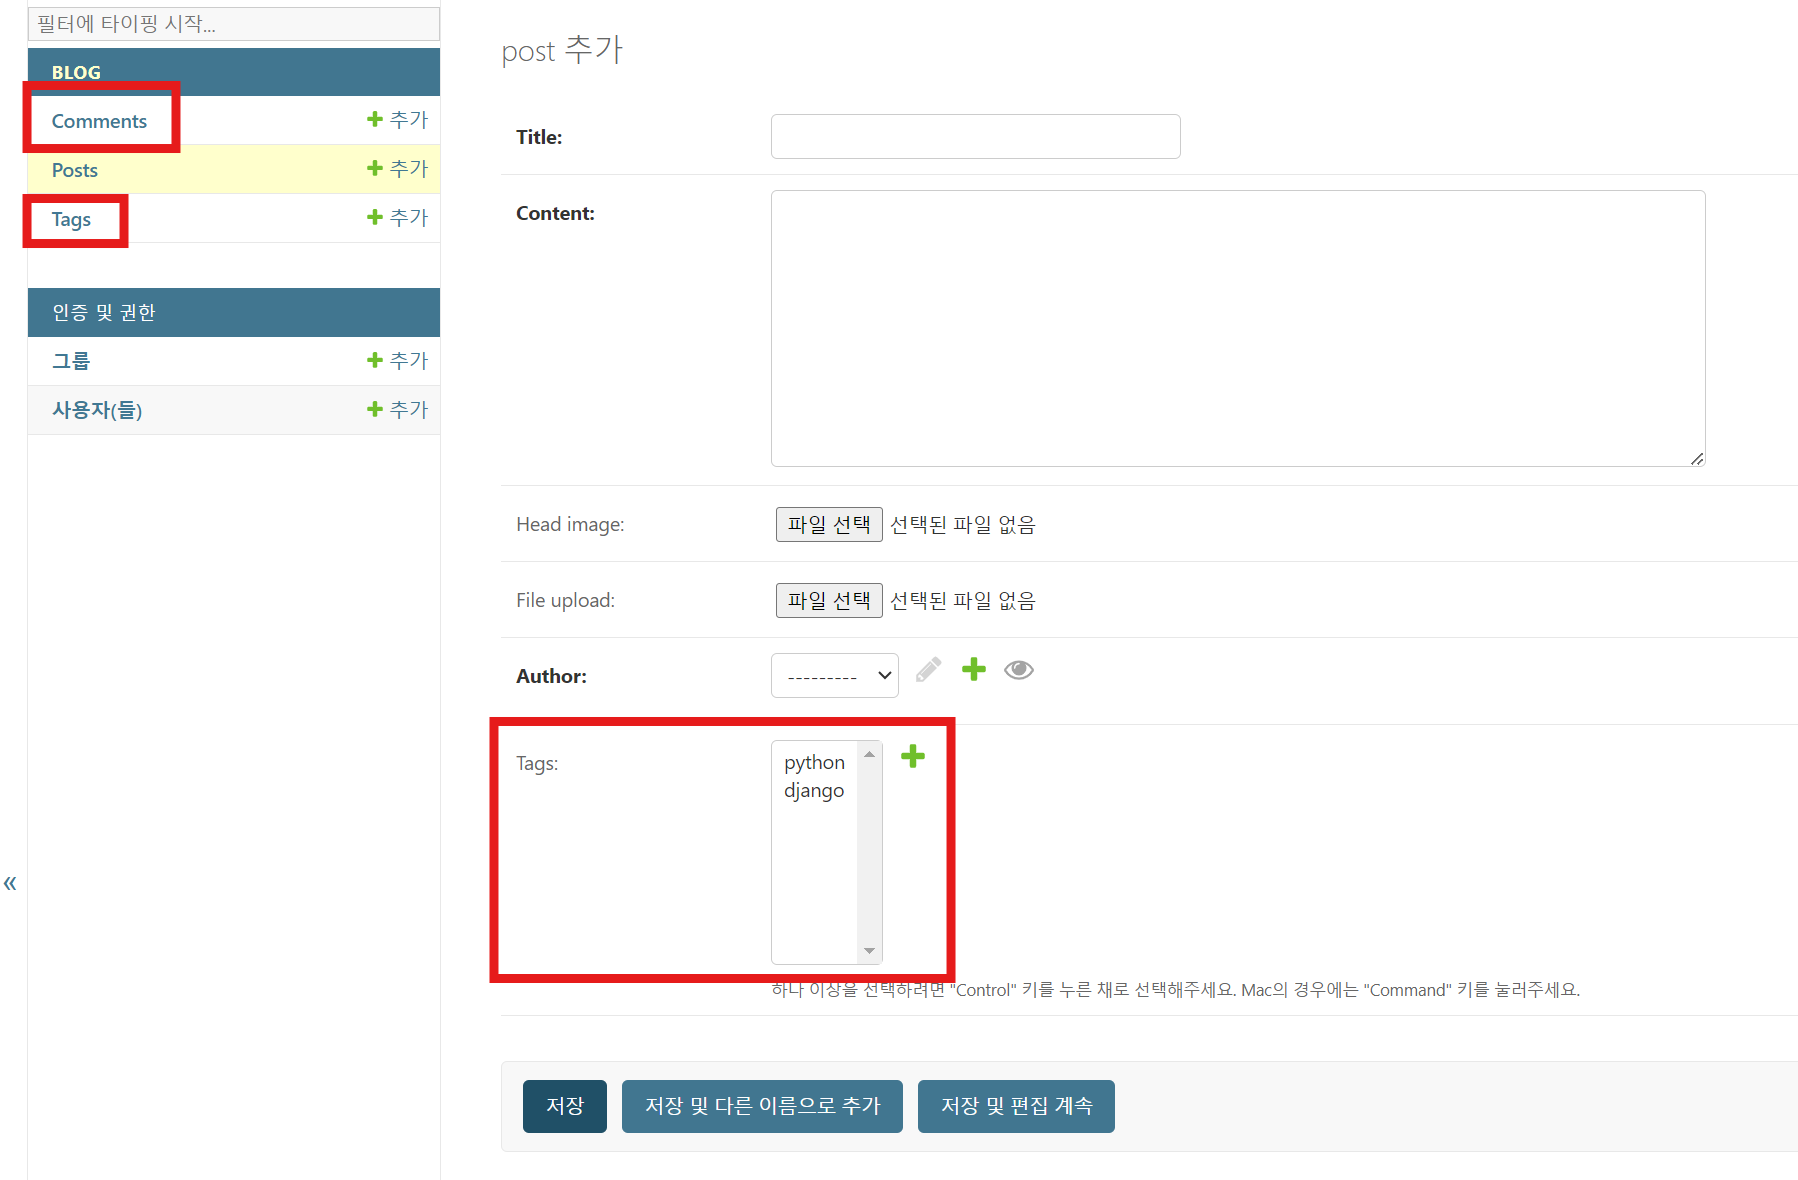 필터에 타이핑 시작...
BLOG
Comments
추가
Posts
추가
Tags
추가
인증 및 권한
그룹
추가
사용자(들)
추가
«
post 추가
Title:
Content:
Head image:
파일 선택 선택된 파일 없음
File upload:
파일 선택 선택된 파일 없음
Author:
---------
Tags:
python
django
하나 이상을 선택하려면 "Control" 키를 누른 채로 선택해주세요. Mac의 경우에는 "Command" 키를 눌러주세요.
저장
저장 및 다른 이름으로 추가
저장 및 편집 계속